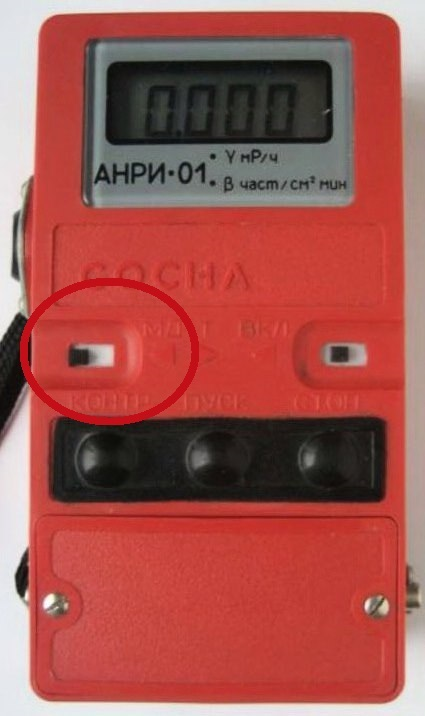 0.000
γ мР/ч
АНРИ·01
β част/см² мин
СОСНА
ВКЛ
КОНТР ПУСК СТОП